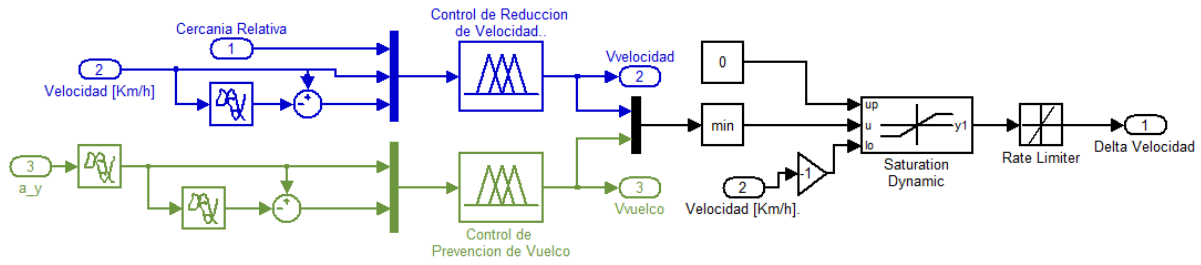 Cercania Relativa
1
2
Velocidad [Km/h]
Control de Reduccion
de Velocidad..
Vvelocidad
2
0
min
up
u
lo
y1
Saturation
Dynamic
Rate Limiter
1
Delta Velocidad
-1
2
Velocidad [Km/h].
3
a_y
Control de
Prevencion de Vuelco
3
Vvuelco